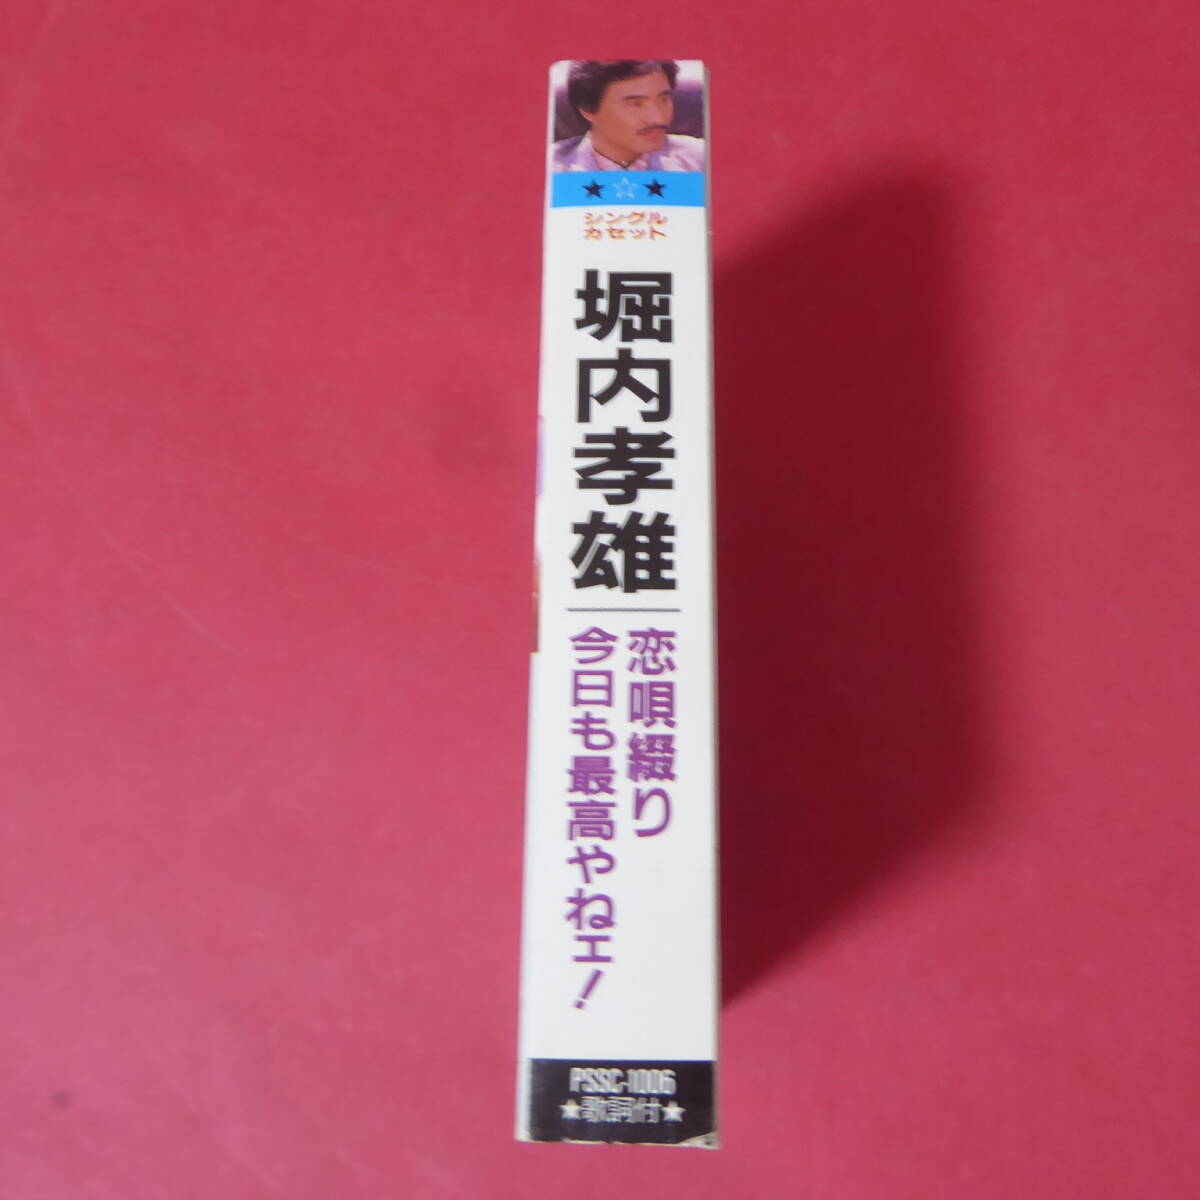 ★☆★
シングル
カセット
堀内孝雄
恋唄綴り
今日も最高やねェ!
PSSC-1006
★歌詞付★